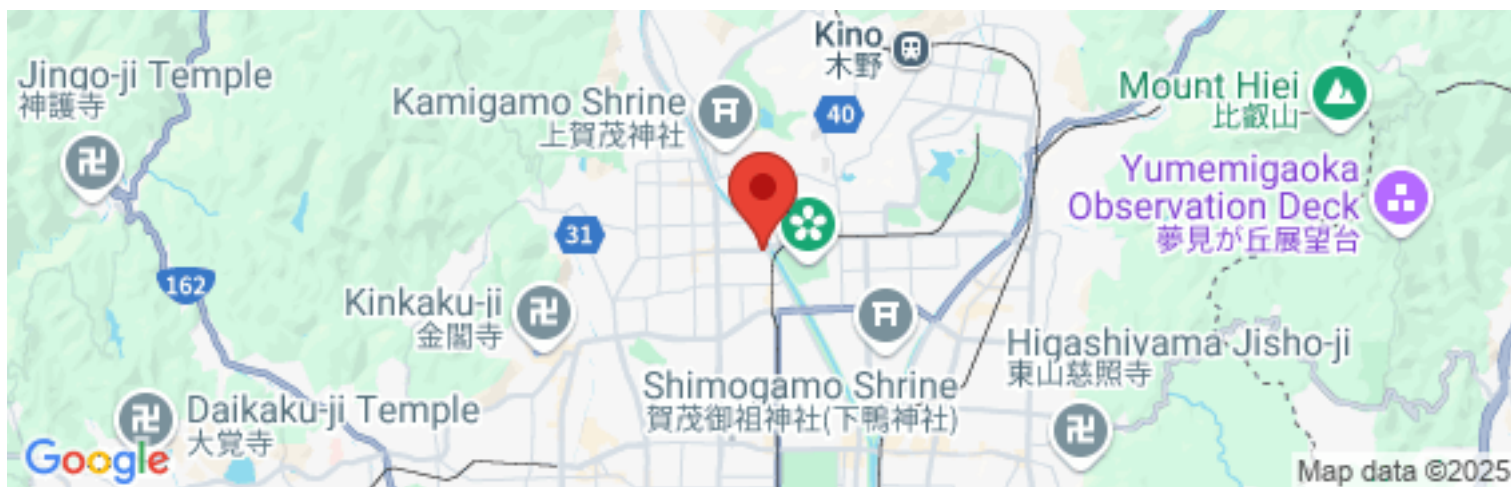 Kino
木野
Jingo-ji Temple
神護寺
Kamigamo Shrine
上賀茂神社
40
Mount Hiei
比叡山
Yumemigaoka
Observation Deck
夢見が丘展望台
31
162
Kinkaku-ji
金閣寺
Higashiyama Jisho-ji
東山慈照寺
Shimogamo Shrine
賀茂御祖神社(下鴨神社)
Daikaku-ji Temple
大覚寺
Google
Map data ©2025